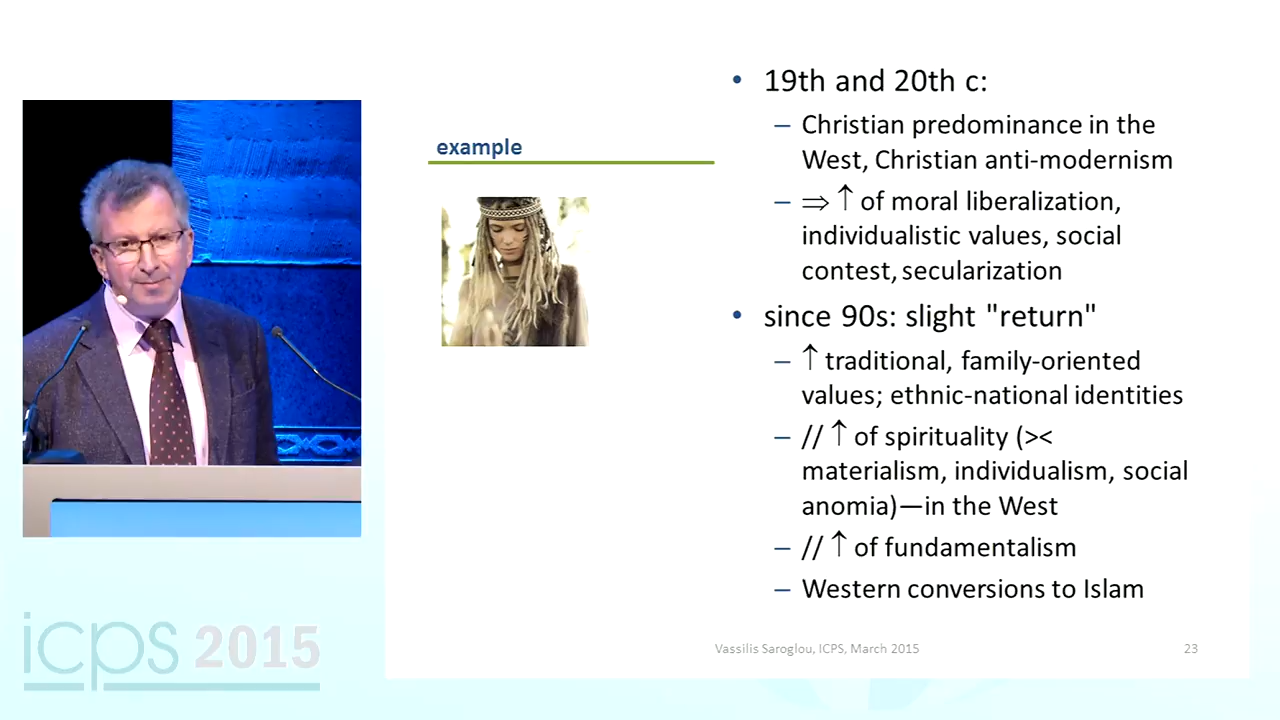 example
• 19th and 20th c:
– Christian predominance in the
West, Christian anti-modernism
– ⇒ ↑ of moral liberalization,
individualistic values, social
contest, secularization
• since 90s: slight "return"
– ↑ traditional, family-oriented
values; ethnic-national identities
– // ↑ of spirituality (><
materialism, individualism, social
anomia)—in the West
– // ↑ of fundamentalism
– Western conversions to Islam
Vassilis Saroglou, ICPS, March 2015
23
icps 2015